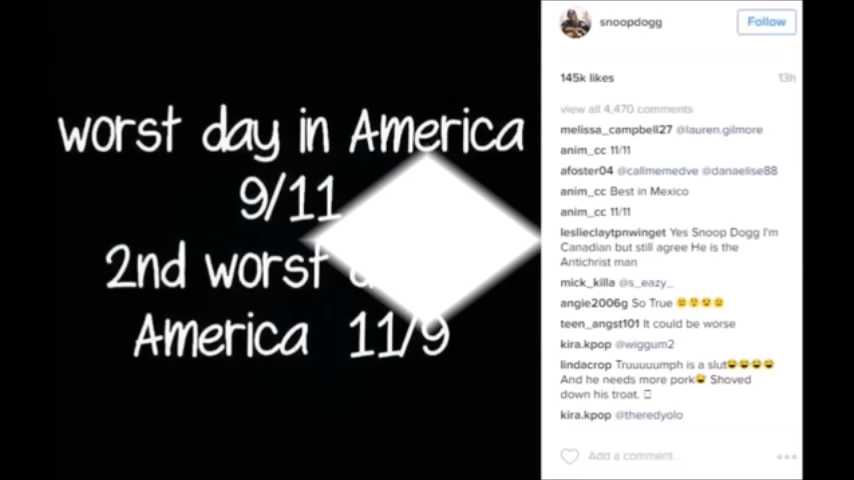 worst day in America
9/11
2nd worst
America 11/9
snoopdogg
Follow
145k likes
13h
view all 4,470 comments
melissa_campbell27 @lauren.gilmore
anim_cc 11/11
afoster04 @callmemedve @danaelise88
anim_cc Best in Mexico
anim_cc 11/11
leslieclaytpnwinget Yes Snoop Dogg I'm
Canadian but still agree He is the
Antichrist man
mick_killa @s_eazy_
angie2006g So True
teen_angst101 It could be worse
kira.kpop @wiggum2
lindacrop Truuuuumph is a slut😅😅😅😅
And he needs more pork😅 Shoved
down his troat.
kira.kpop @theredyolo
Add a comment..